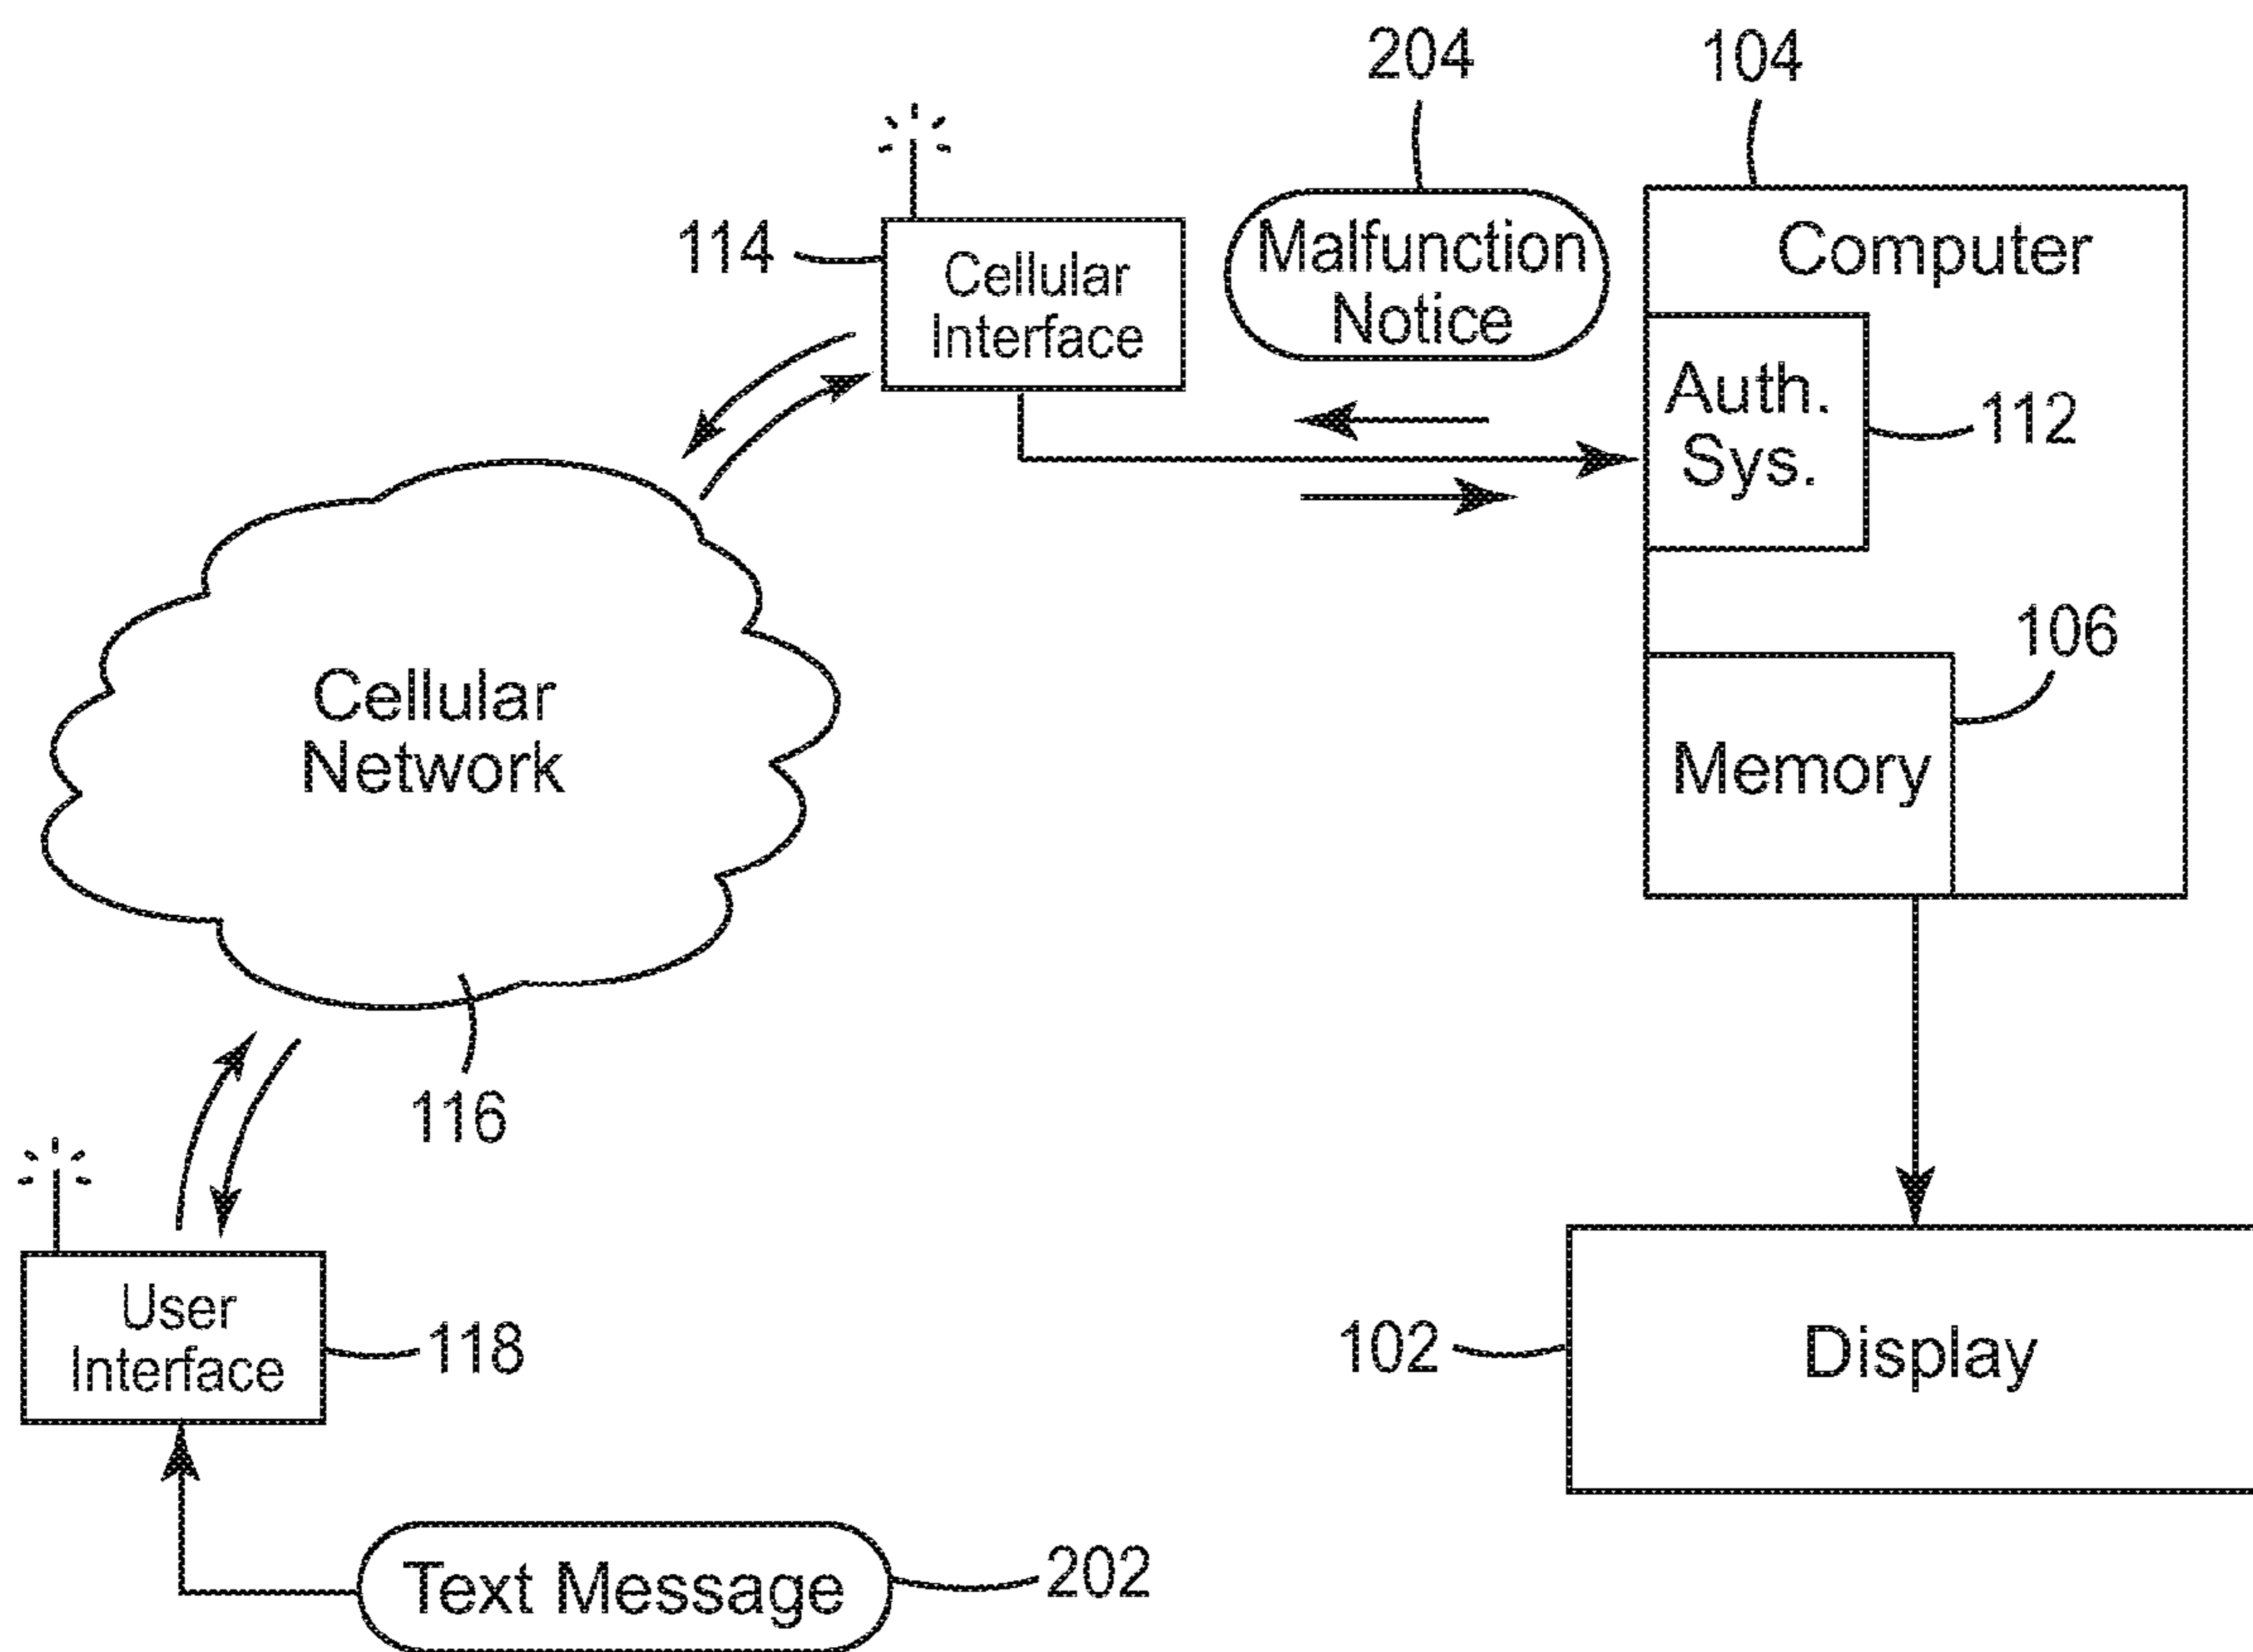 204
104
114
Cellular
Interface
Malfunction
Notice
Computer
Auth.
Sys.
112
106
Memory
Cellular
Network
116
User
Interface
118
102
Display
Text Message
202